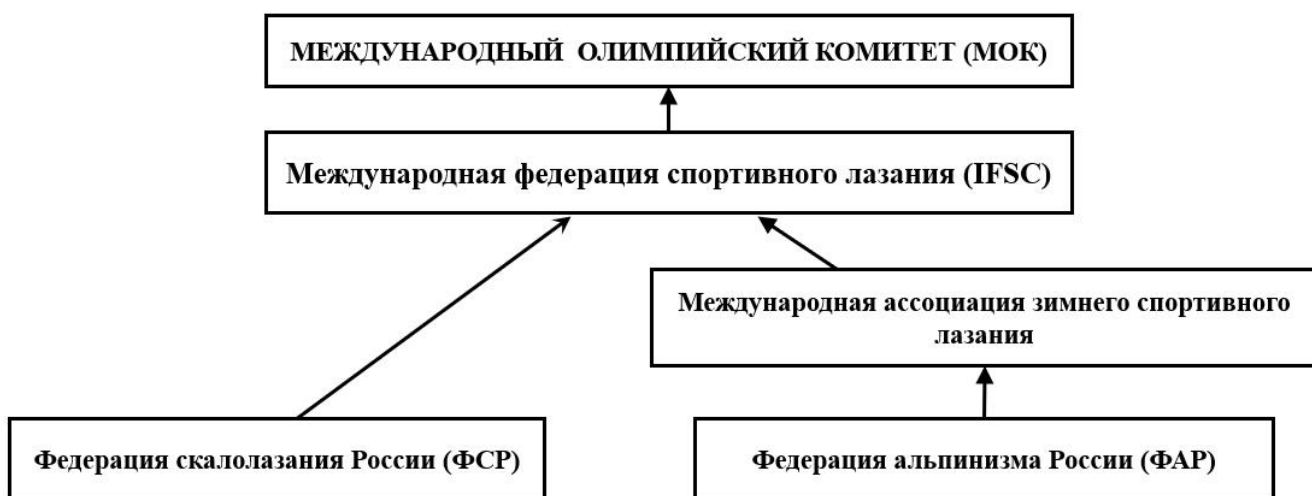 МЕЖДУНАРОДНЫЙ ОЛИМПИЙСКИЙ КОМИТЕТ (МОК)
Международная федерация спортивного лазания (IFSC)
Международная ассоциация зимнего спортивного
лазания
Федерация скалолазания России (ФСР)
Федерация альпинизма России (ФАР)